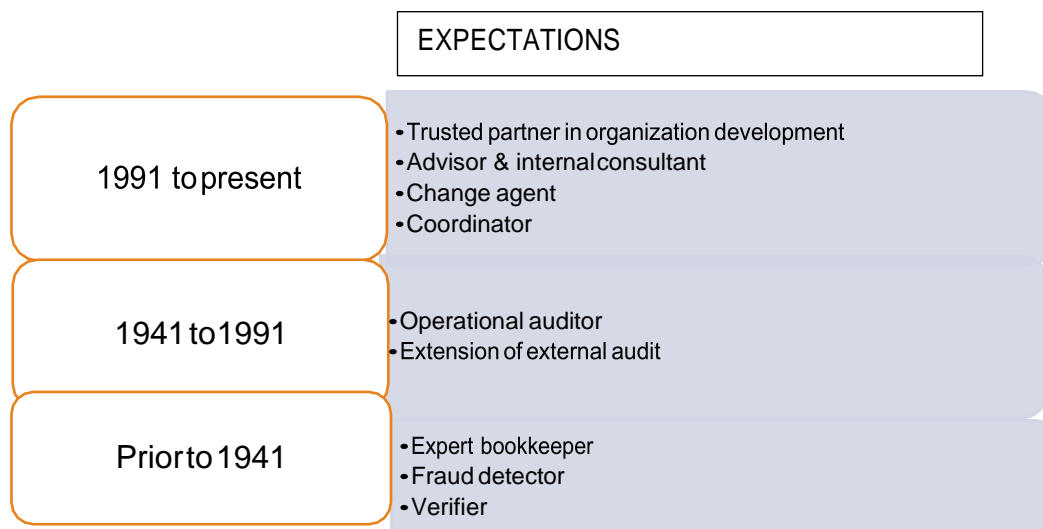 EXPECTATIONS
1991 to present
•Trusted partner in organization development
•Advisor & internal consultant
•Change agent
•Coordinator
1941 to 1991
•Operational auditor
•Extension of external audit
Prior to 1941
•Expert bookkeeper
•Fraud detector
•Verifier